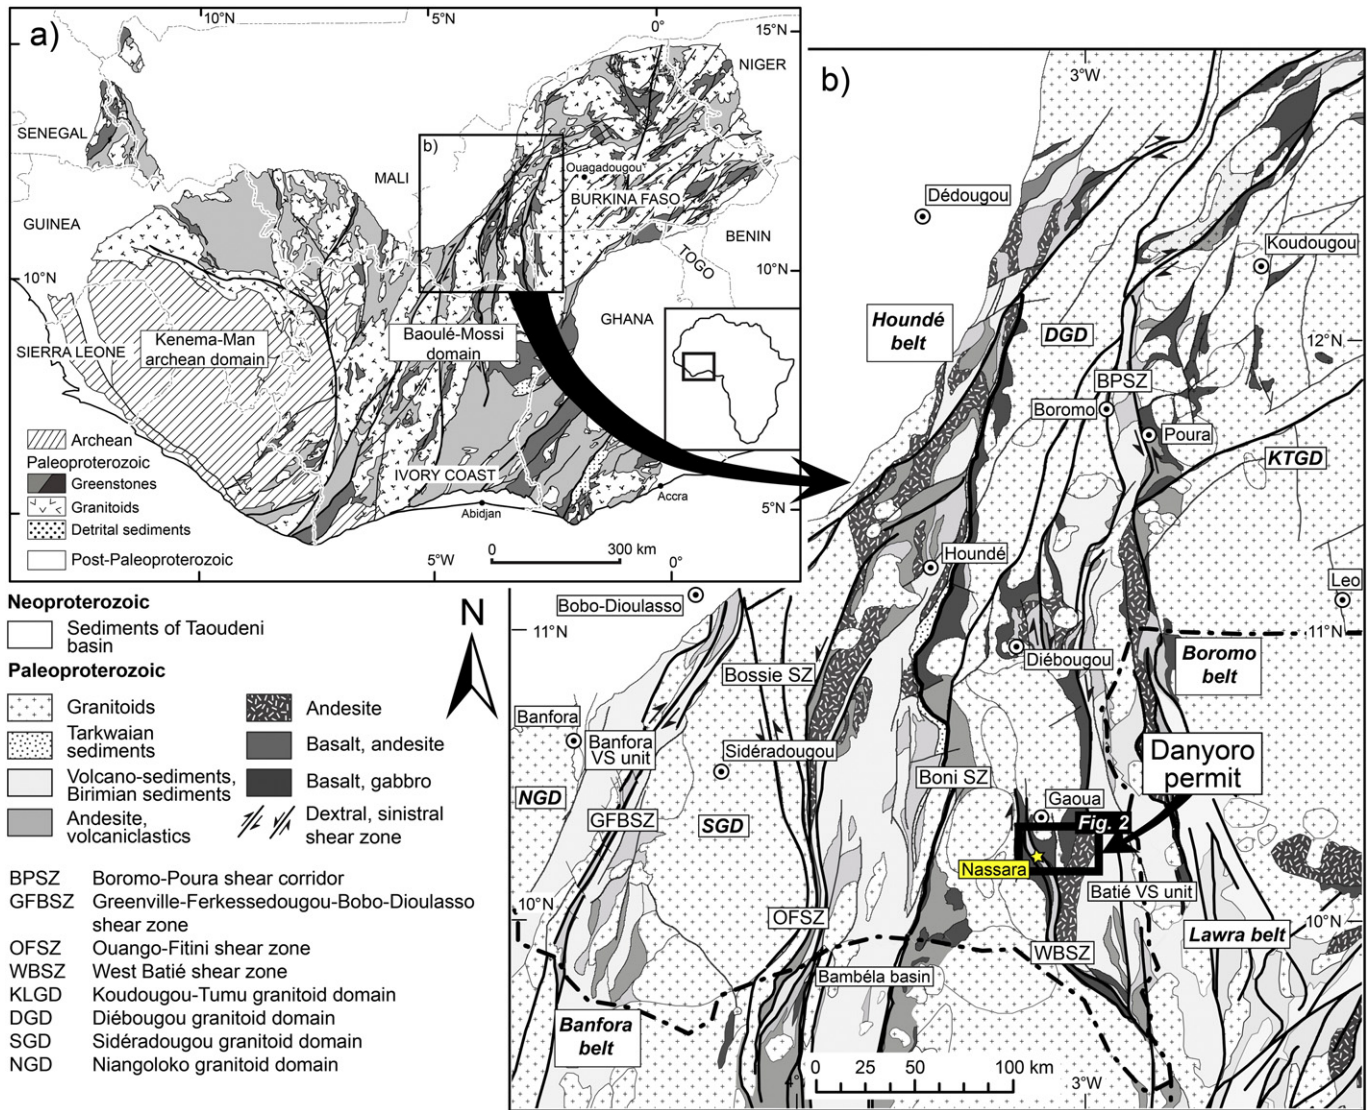 a)
10°N
5°N
0°
15°N
NIGER
SENEGAL
b)
MALI
Ouagadougou
BURKINA FASO
GUINEA
BENIN
TOGO
10°N
10°N
GHANA
Kenema-Man
archean domain
Baoulé-Mossi
domain
SIERRA LEONE
Archean
Paleoproterozoic
Greenstones
Granitoids
Detrital sediments
Post-Paleoproterozoic
IVORY COAST
Abidjan
Accra
5°N
5°W
0
300 km
0°
10°W
b)
3°W
Dédougou
Koudougou
Houndé
belt
DGD
12°N
BPSZ
Boromo
Poura
KTGD
Houndé
Leo
Bobo-Dioulasso
11°N
11°N
Diébougou
Boromo
belt
Bossie SZ
Banfora
Banfora
VS unit
Sidéradougou
Boni SZ
Danyoro
permit
NGD
GFBSZ
SGD
Gaoua
Fig. 2
Nassara
Batié VS unit
10°N
OFSZ
10°N
Lawra belt
WBSZ
Bambéla basin
Banfora
belt
4°
0 50 100 km
3°W
Neoproterozoic
N
Sediments of Taoudeni
basin
Paleoproterozoic
Granitoids
Tarkwaian
sediments
Volcano-sediments,
Birimian sediments
Andesite,
volcaniclastics
Andesite
Basalt, andesite
Basalt, gabbro
Dextral, sinistral
shear zone
BPSZ Boromo-Poura shear corridor
GFBSZ Greenville-Ferkessedougou-Bobo-Dioulasso
shear zone
OFSZ Ouango-Fitini shear zone
WBSZ West Batié shear zone
KLGD Koudougou-Tumu granitoid domain
DGD Diébougou granitoid domain
SGD Sidéradougou granitoid domain
NGD Niangoloko granitoid domain